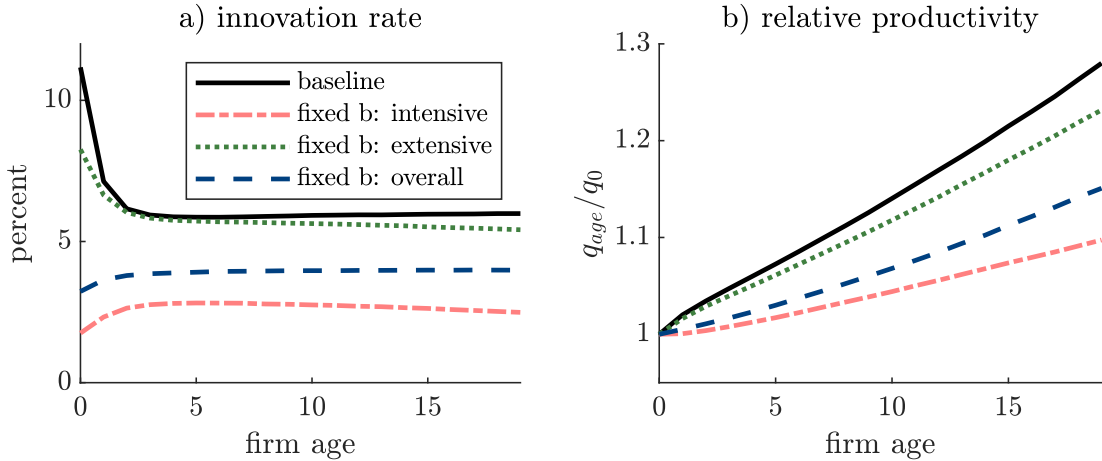 a) innovation rate
percent
10
5
0
baseline
fixed b: intensive
fixed b: extensive
fixed b: overall
0 5 10 15
firm age
b) relative productivity
q_age/q_0
1.3
1.2
1.1
1
0 5 10 15
firm age